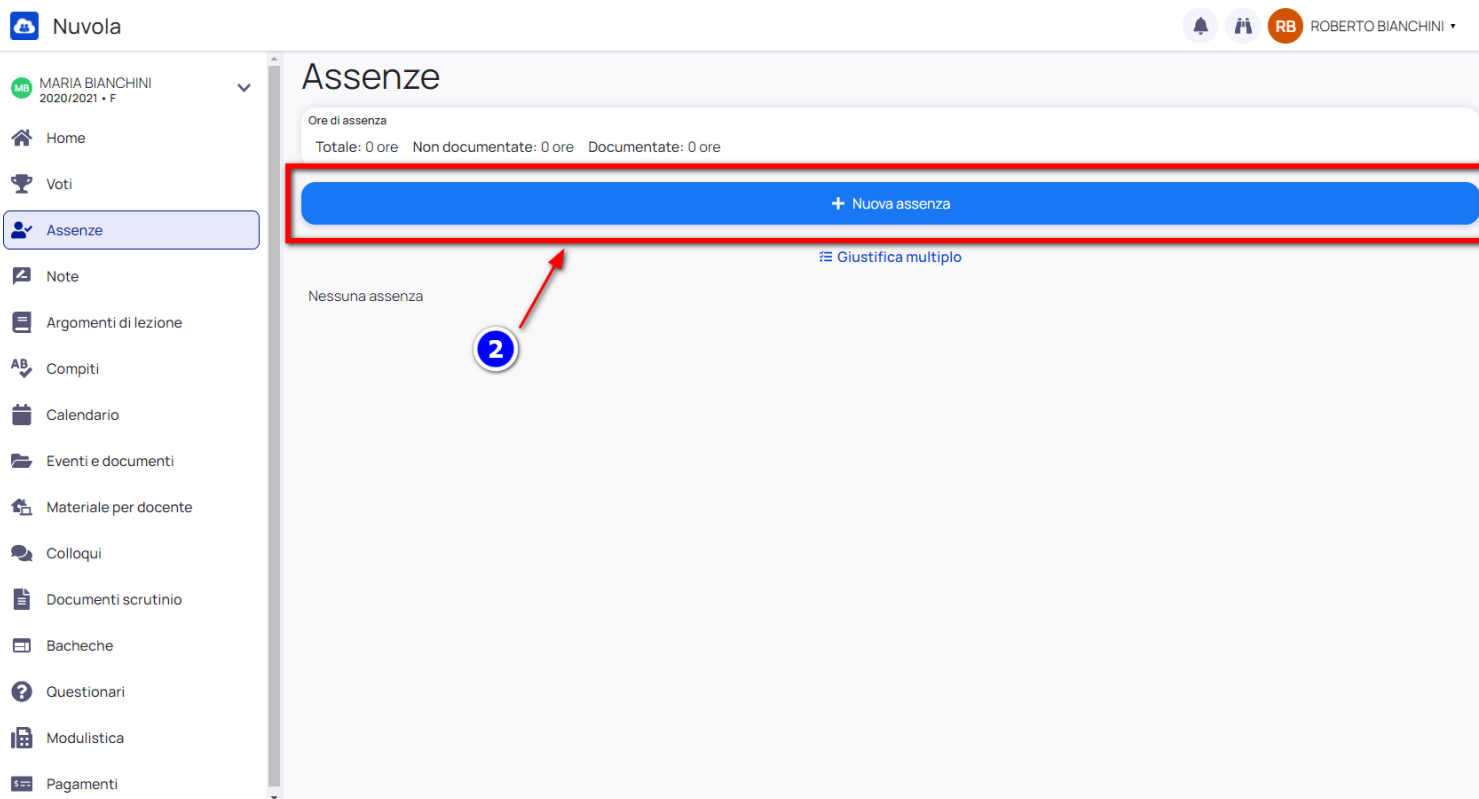 Nuvola
RB ROBERTO BIANCHINI
MB MARIA BIANCHINI
2020/2021 • F
Home
Voti
Assenze
Note
Argomenti di lezione
AB Compiti
Calendario
Eventi e documenti
Materiale per docente
Colloqui
Documenti scrutinio
Bacheche
Questionari
Modulistica
Pagamenti
Assenze
Ore di assenza
Totale: 0 ore Non documentate: 0 ore Documentate: 0 ore
+ Nuova assenza
Giustifica multiplo
Nessuna assenza
2